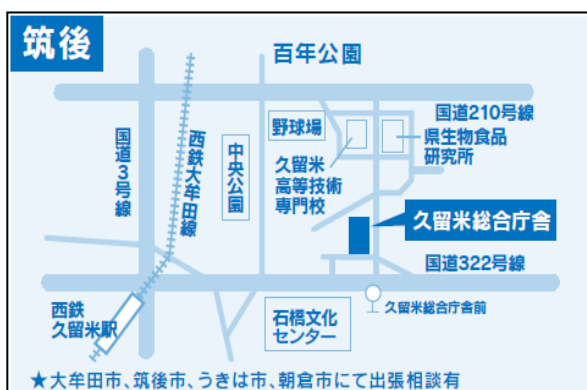 筑後
百年公園
国道210号線
野球場
県生物食品
研究所
国道3号線
西鉄大牟田線
中央公園
久留米
高等技術
専門校
久留米総合庁舎
国道322号線
西鉄
久留米駅
石橋文化
センター
久留米総合庁舎前
★大牟田市、筑後市、うきは市、朝倉市にて出張相談有